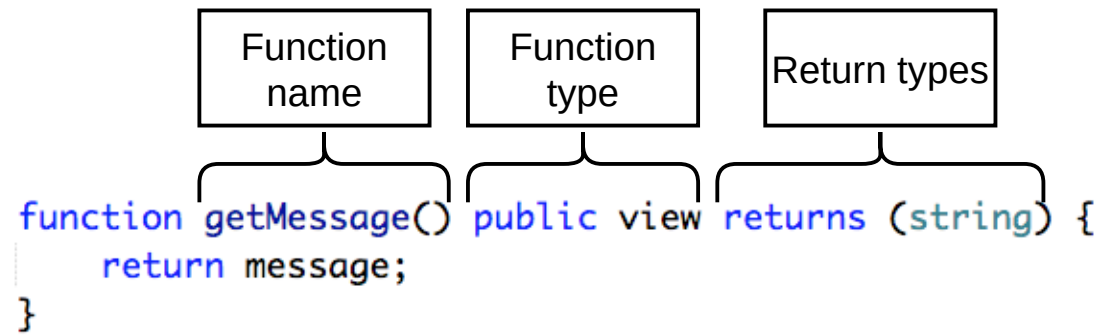 Function
name
Function
type
Return types
function getMessage() public view returns (string) {
    return message;
}